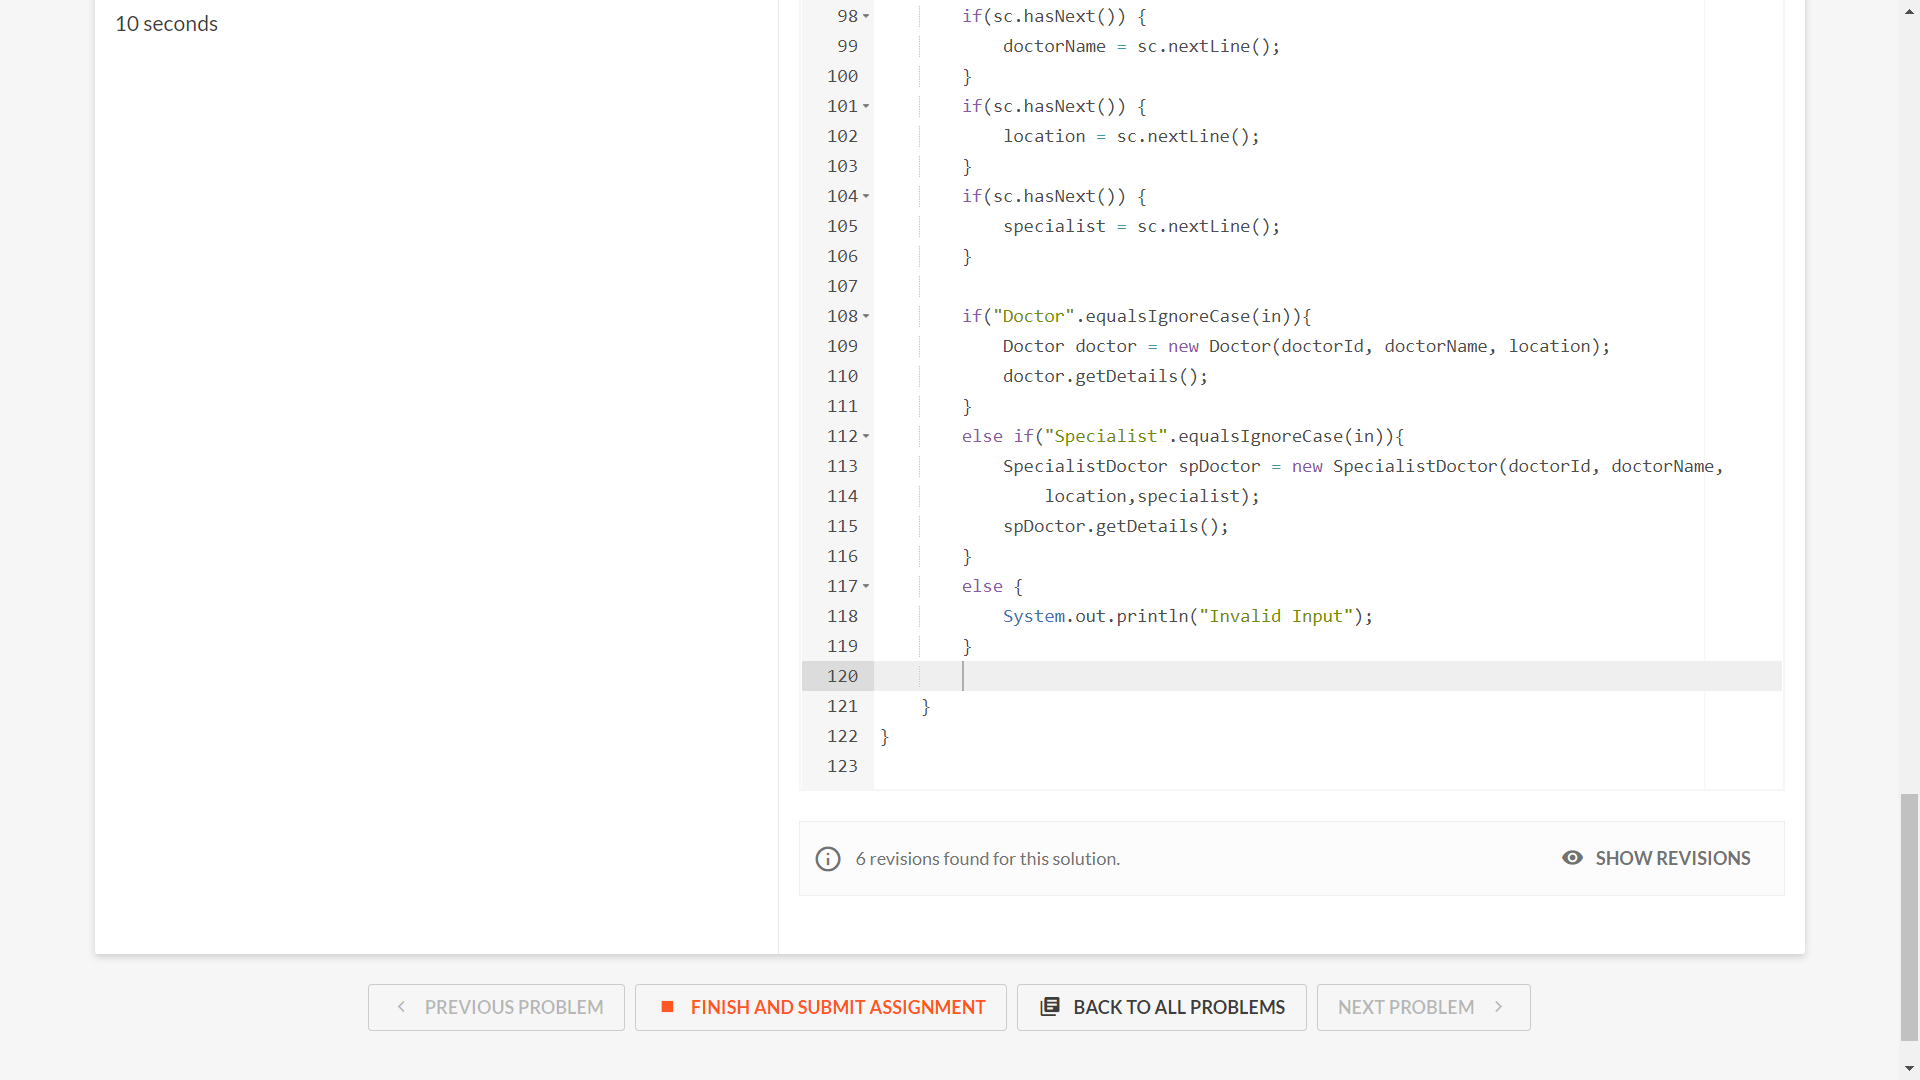 10 seconds
98 if(sc.hasNext()) {
99 doctorName = sc.nextLine();
100 }
101 if(sc.hasNext()) {
102 location = sc.nextLine();
103 }
104 if(sc.hasNext()) {
105 specialist = sc.nextLine();
106 }
107
108 if("Doctor".equalsIgnoreCase(in)){
109 Doctor doctor = new Doctor(doctorId, doctorName, location);
110 doctor.getDetails();
111 }
112 else if("Specialist".equalsIgnoreCase(in)){
113 SpecialistDoctor spDoctor = new SpecialistDoctor(doctorId, doctorName,
114 location,specialist);
115 spDoctor.getDetails();
116 }
117 else {
118 System.out.println("Invalid Input");
119 }
120
121 }
122 }
123
6 revisions found for this solution.
SHOW REVISIONS
PREVIOUS PROBLEM
FINISH AND SUBMIT ASSIGNMENT
BACK TO ALL PROBLEMS
NEXT PROBLEM